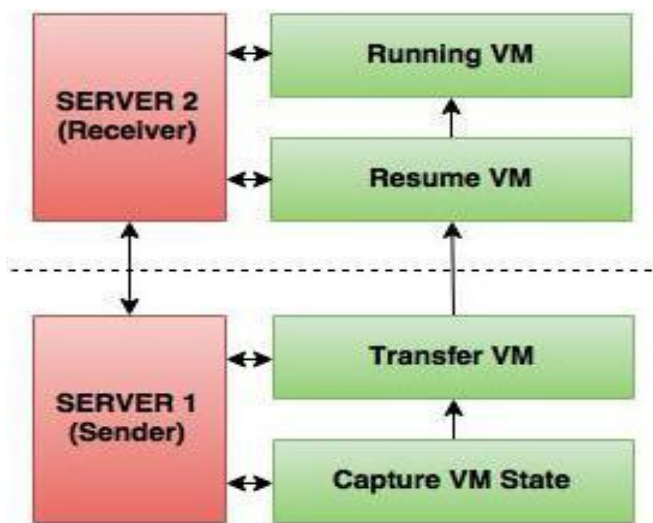 SERVER 2
(Receiver)
Running VM
Resume VM
SERVER 1
(Sender)
Transfer VM
Capture VM State